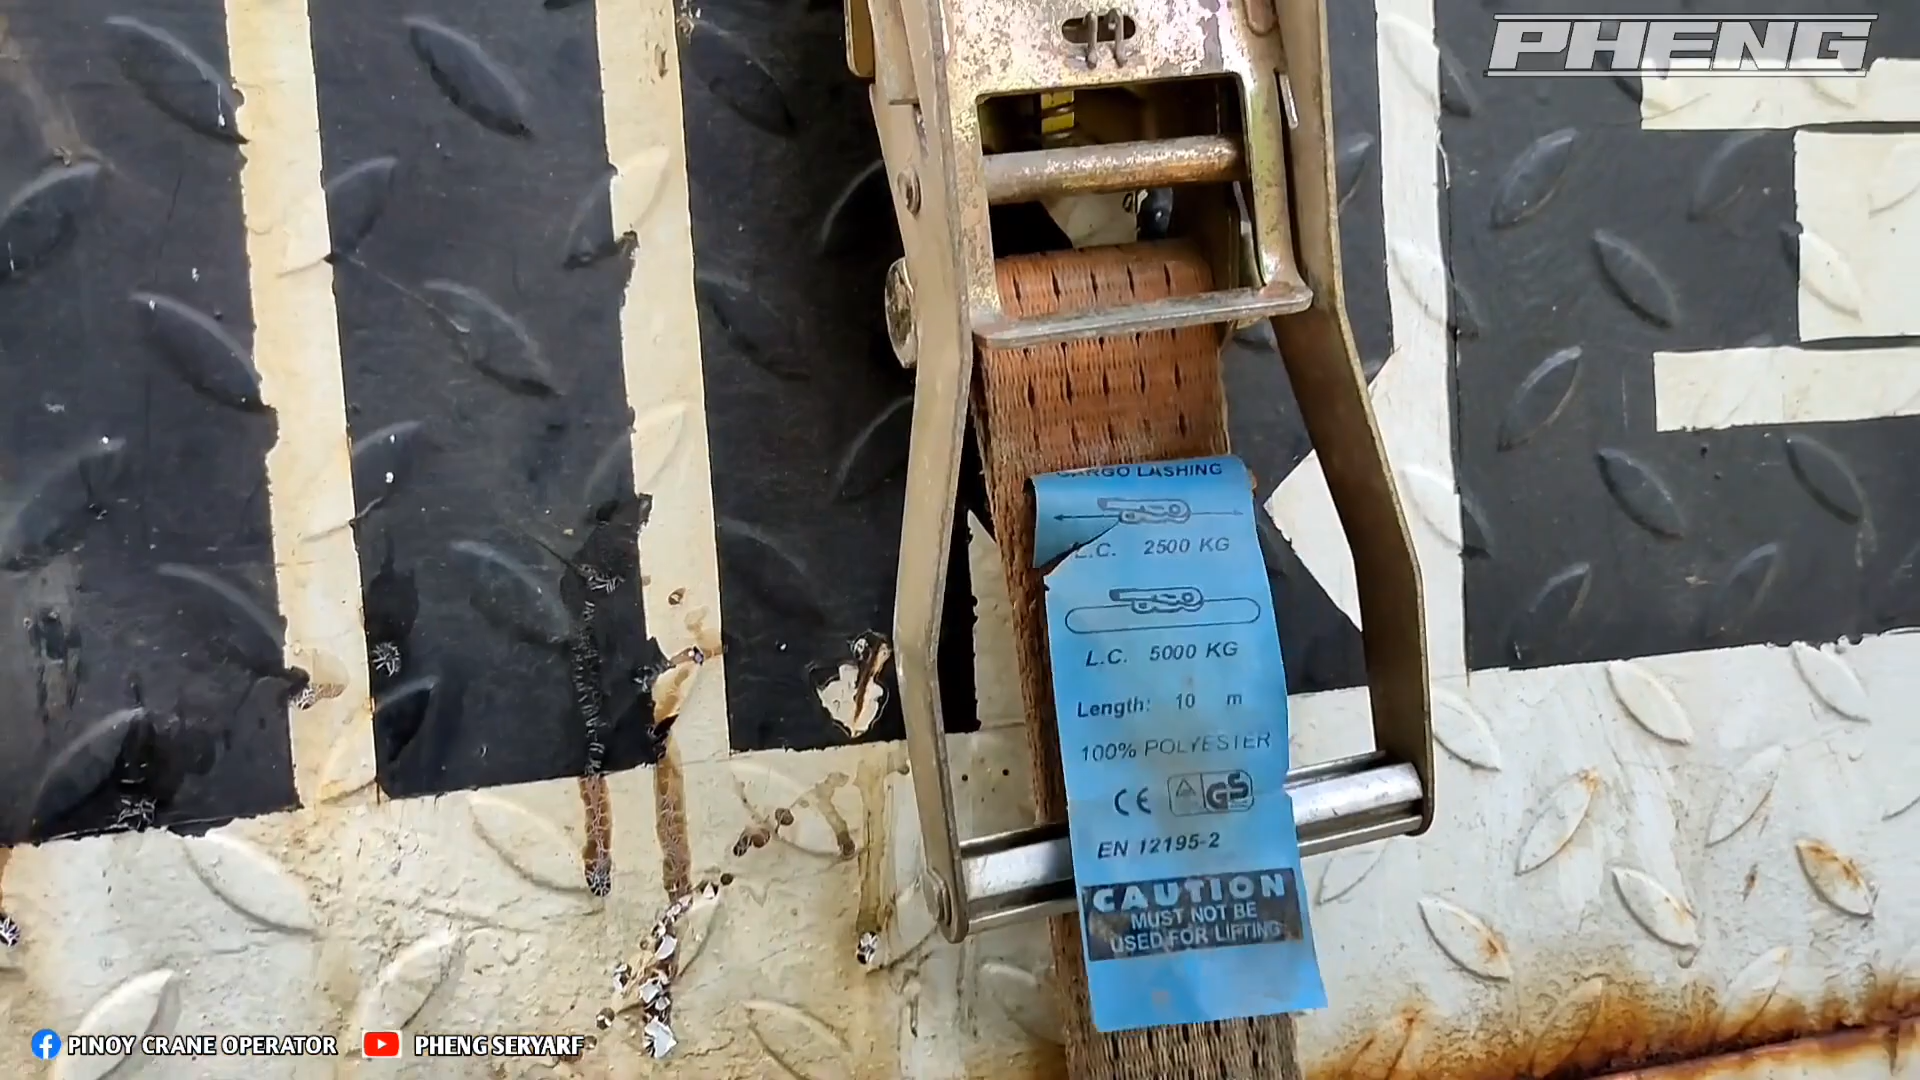 PHENG
CARGO LASHING
L.C. 2500 KG
L.C. 5000 KG
Length: 10 m
100% POLYESTER
CE GS
EN 12195-2
CAUTION
MUST NOT BE
USED FOR LIFTING
PINOY CRANE OPERATOR PHENG SERYARF